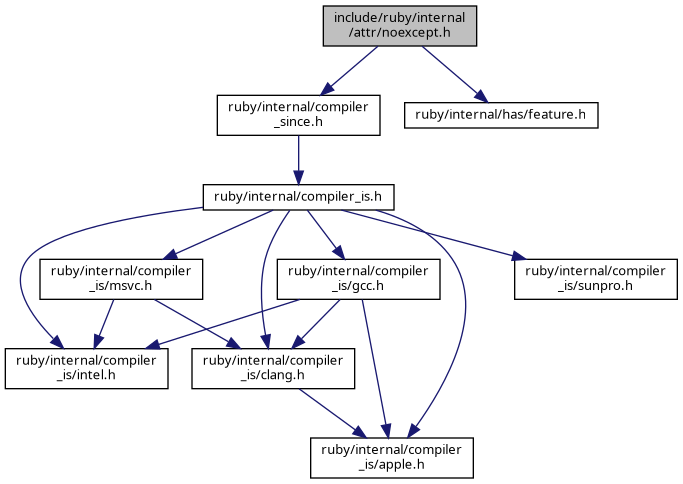 include/ruby/internal
/attr/noexcept.h
ruby/internal/compiler
_since.h
ruby/internal/has/feature.h
ruby/internal/compiler_is.h
ruby/internal/compiler
_is/msvc.h
ruby/internal/compiler
_is/gcc.h
ruby/internal/compiler
_is/sunpro.h
ruby/internal/compiler
_is/intel.h
ruby/internal/compiler
_is/clang.h
ruby/internal/compiler
_is/apple.h